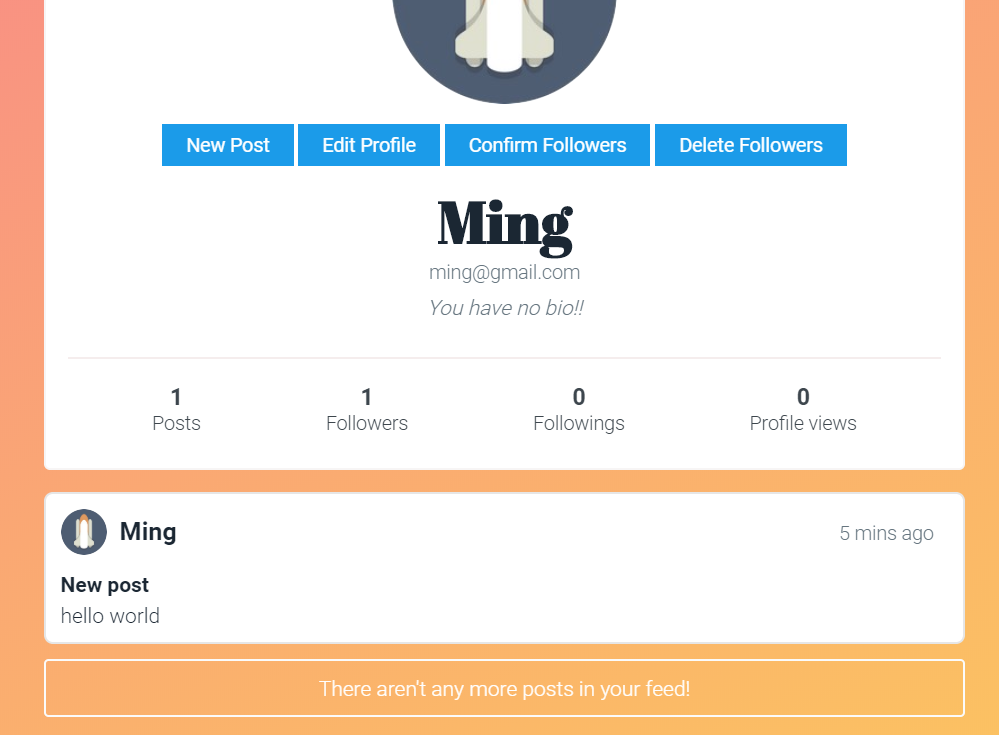 New Post Edit Profile Confirm Followers Delete Followers
Ming
ming@gmail.com
You have no bio!!
1 1 0 0
Posts Followers Followings Profile views
Ming 5 mins ago
New post
hello world
There aren't any more posts in your feed!